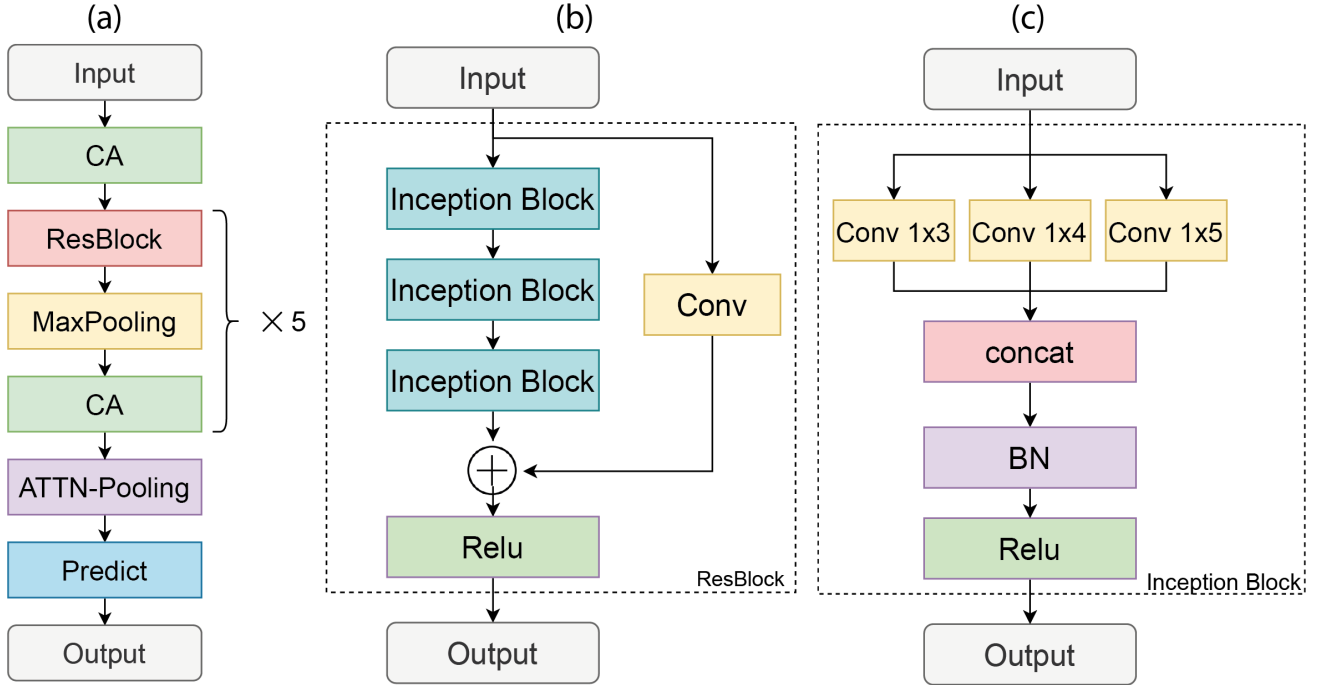 (a)
Input
CA
ResBlock
MaxPooling
CA
× 5
ATTN-Pooling
Predict
Output
(b)
Input
Inception Block
Inception Block
Inception Block
Conv
Relu
ResBlock
Output
(c)
Input
Conv 1x3 Conv 1x4 Conv 1x5
concat
BN
Relu
Inception Block
Output